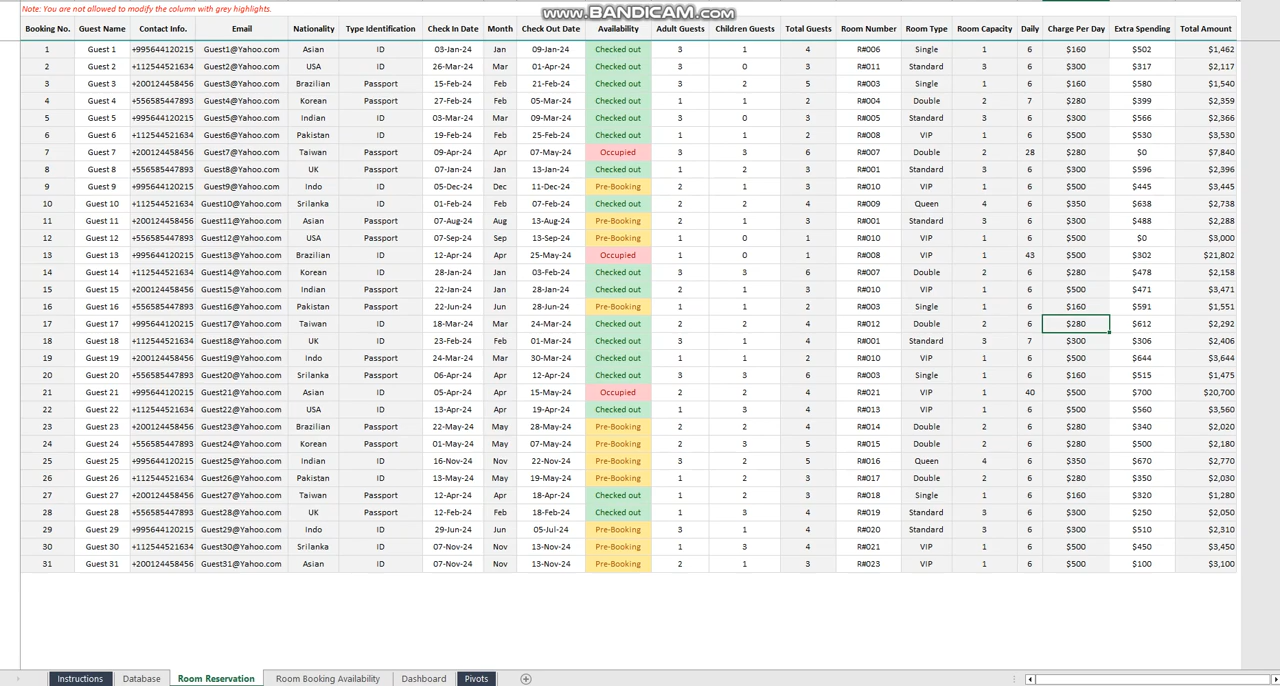 Note: You are not allowed to modify the column with grey highlights.
www.BANDICAM.com
Booking No. Guest Name Contact Info. Email Nationality Type Identification Check In Date Month Check Out Date Availability Adult Guests Children Guests Total Guests Room Number Room Type Room Capacity Daily Charge Per Day Extra Spending Total Amount
1 Guest 1 +995644120215 Guest1@Yahoo.com Asian ID 03-Jan-24 Jan 09-Jan-24 Checked out 3 1 4 R#006 Single 1 6 $160 $502 $1,462
2 Guest 2 +112544521634 Guest2@Yahoo.com USA ID 26-Mar-24 Mar 01-Apr-24 Checked out 3 0 3 R#011 Standard 3 6 $300 $317 $2,117
3 Guest 3 +200124458456 Guest3@Yahoo.com Brazilian Passport 15-Feb-24 Feb 21-Feb-24 Checked out 3 2 5 R#003 Single 1 6 $160 $580 $1,540
4 Guest 4 +556585447893 Guest4@Yahoo.com Korean Passport 27-Feb-24 Feb 05-Mar-24 Checked out 1 1 2 R#004 Double 2 7 $280 $399 $2,359
5 Guest 5 +995644120215 Guest5@Yahoo.com Indian ID 03-Mar-24 Mar 09-Mar-24 Checked out 3 0 3 R#005 Standard 3 6 $300 $566 $2,366
6 Guest 6 +112544521634 Guest6@Yahoo.com Pakistan ID 19-Feb-24 Feb 25-Feb-24 Checked out 1 1 2 R#008 VIP 1 6 $500 $530 $3,530
7 Guest 7 +200124458456 Guest7@Yahoo.com Taiwan Passport 09-Apr-24 Apr 07-May-24 Occupied 3 3 6 R#007 Double 2 28 $280 $0 $7,840
8 Guest 8 +112544521634 Guest8@Yahoo.com UK Passport 07-Jan-24 Jan 13-Jan-24 Checked out 1 2 3 R#001 Standard 3 6 $300 $596 $2,396
9 Guest 9 +995644120215 Guest9@Yahoo.com Indo ID 05-Dec-24 Dec 11-Dec-24 Pre-Booking 2 1 3 R#010 VIP 1 6 $500 $445 $3,445
10 Guest 10 +112544521634 Guest10@Yahoo.com Srilanka ID 01-Feb-24 Feb 07-Feb-24 Checked out 2 2 4 R#009 Queen 4 6 $350 $638 $2,738
11 Guest 11 +200124458456 Guest11@Yahoo.com Asian Passport 07-Aug-24 Aug 13-Aug-24 Pre-Booking 2 1 3 R#001 Standard 3 6 $300 $488 $2,288
12 Guest 12 +556585447893 Guest12@Yahoo.com USA Passport 07-Sep-24 Sep 13-Sep-24 Pre-Booking 1 0 1 R#010 VIP 1 6 $500 $0 $3,000
13 Guest 13 +995644120215 Guest13@Yahoo.com Brazilian ID 12-Apr-24 Apr 25-May-24 Occupied 1 0 1 R#008 VIP 1 43 $500 $302 $21,802
14 Guest 14 +112544521634 Guest14@Yahoo.com Korean ID 28-Jan-24 Jan 03-Feb-24 Checked out 3 3 6 R#007 Double 2 6 $280 $478 $2,158
15 Guest 15 +200124458456 Guest15@Yahoo.com Indian Passport 22-Jan-24 Jan 28-Jan-24 Checked out 2 1 3 R#010 VIP 1 6 $500 $471 $3,471
16 Guest 16 +556585447893 Guest16@Yahoo.com Pakistan Passport 22-Jun-24 Jun 28-Jun-24 Pre-Booking 1 1 2 R#003 Single 1 6 $160 $591 $1,551
17 Guest 17 +995644120215 Guest17@Yahoo.com Taiwan ID 18-Mar-24 Mar 24-Mar-24 Checked out 2 2 4 R#012 Double 2 6 $280 $612 $2,292
18 Guest 18 +112544521634 Guest18@Yahoo.com UK ID 23-Feb-24 Feb 01-Mar-24 Checked out 3 1 4 R#001 Standard 3 7 $300 $306 $2,406
19 Guest 19 +200124458456 Guest19@Yahoo.com Indo Passport 24-Mar-24 Mar 30-Mar-24 Checked out 1 1 2 R#010 VIP 1 6 $500 $644 $3,644
20 Guest 20 +556585447893 Guest20@Yahoo.com Srilanka Passport 06-Apr-24 Apr 12-Apr-24 Checked out 3 3 6 R#003 Single 1 6 $160 $515 $1,475
21 Guest 21 +995644120215 Guest21@Yahoo.com Asian ID 05-Apr-24 Apr 15-May-24 Occupied 2 2 4 R#021 VIP 1 40 $500 $700 $20,700
22 Guest 22 +112544521634 Guest22@Yahoo.com USA ID 13-Apr-24 Apr 19-Apr-24 Checked out 1 3 4 R#013 VIP 1 6 $500 $560 $3,560
23 Guest 23 +200124458456 Guest23@Yahoo.com Brazilian Passport 22-May-24 May 28-May-24 Pre-Booking 2 2 4 R#014 Double 2 6 $280 $340 $2,020
24 Guest 24 +556585447893 Guest24@Yahoo.com Korean Passport 01-May-24 May 07-May-24 Pre-Booking 2 3 5 R#015 Double 2 6 $280 $500 $2,180
25 Guest 25 +995644120215 Guest25@Yahoo.com Indian ID 16-Nov-24 Nov 22-Nov-24 Pre-Booking 3 2 5 R#016 Queen 4 6 $350 $670 $2,770
26 Guest 26 +112544521634 Guest26@Yahoo.com Pakistan ID 13-May-24 May 19-May-24 Pre-Booking 1 2 3 R#017 Double 2 6 $280 $350 $2,030
27 Guest 27 +200124458456 Guest27@Yahoo.com Taiwan Passport 12-Apr-24 Apr 18-Apr-24 Checked out 1 2 3 R#018 Single 1 6 $160 $320 $1,280
28 Guest 28 +556585447893 Guest28@Yahoo.com UK Passport 12-Feb-24 Feb 18-Feb-24 Checked out 1 3 4 R#019 Standard 3 6 $300 $250 $2,050
29 Guest 29 +995644120215 Guest29@Yahoo.com Indo ID 29-Jun-24 Jun 05-Jul-24 Pre-Booking 3 1 4 R#020 Standard 3 6 $300 $510 $2,310
30 Guest 30 +112544521634 Guest30@Yahoo.com Srilanka ID 07-Nov-24 Nov 13-Nov-24 Pre-Booking 1 3 4 R#021 VIP 1 6 $500 $450 $3,450
31 Guest 31 +200124458456 Guest31@Yahoo.com Asian ID 07-Nov-24 Nov 13-Nov-24 Pre-Booking 2 1 3 R#023 VIP 1 6 $500 $100 $3,100
Instructions Database Room Reservation Room Booking Availability Dashboard Pivots